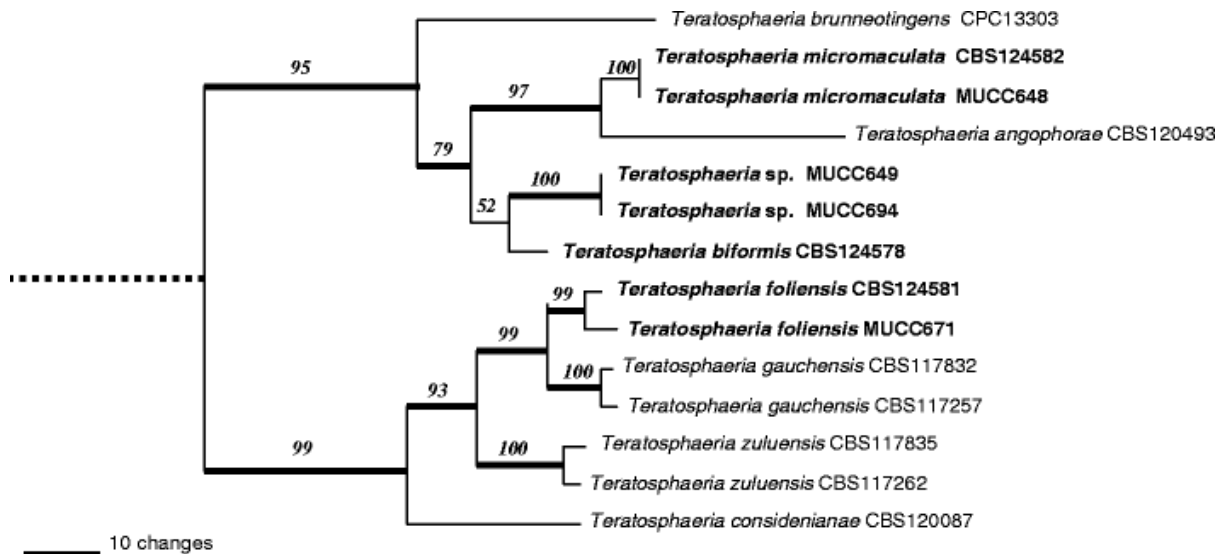 Teratosphaeria brunneotingens CPC13303
Teratosphaeria micromaculata CBS124582
100
95
97
Teratosphaeria micromaculata MUCC648
Teratosphaeria angophorae CBS120493
79
Teratosphaeria sp. MUCC649
100
52
Teratosphaeria sp. MUCC694
Teratosphaeria biformis CBS124578
99
Teratosphaeria foliensis CBS124581
99
Teratosphaeria foliensis MUCC671
100
Teratosphaeria gauchensis CBS117832
93
Teratosphaeria gauchensis CBS117257
99
100
Teratosphaeria zuluensis CBS117835
Teratosphaeria zuluensis CBS117262
Teratosphaeria considenianae CBS120087
10 changes